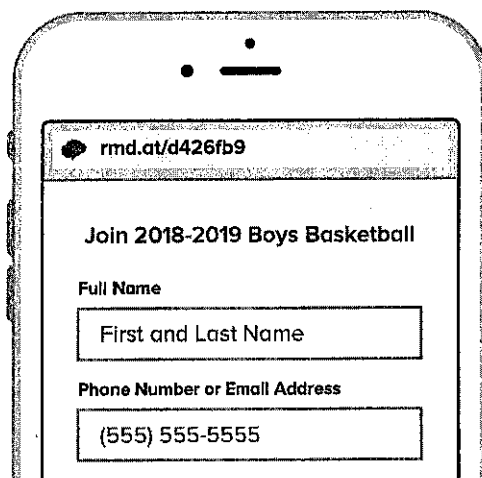 rmd.at/d426fb9
Join 2018-2019 Boys Basketball
Full Name
First and Last Name
Phone Number or Email Address
(555) 555-5555